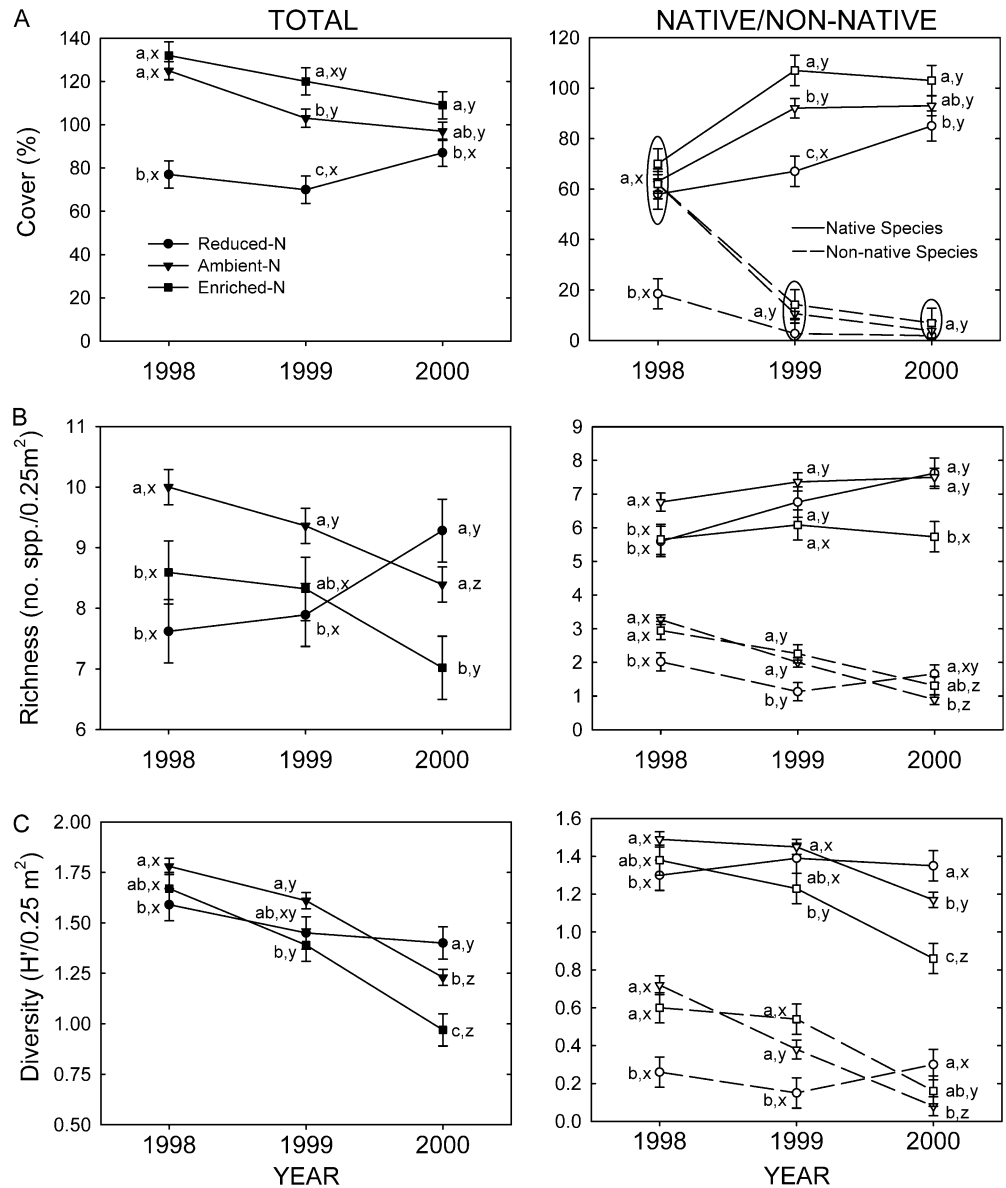 A
TOTAL
NATIVE/NON-NATIVE
Cover (%)
140
120
100
80
60
40
20
0
a,x
a,x
b,x
a,xy
b,y
c,x
a,y
ab,y
b,x
Reduced-N
Ambient-N
Enriched-N
1998
1999
2000
120
100
80
60
40
20
0
a,x
b,x
a,y
b,y
c,x
a,y
a,y
ab,y
b,y
a,y
Native Species
Non-native Species
1998
1999
2000
B
Richness (no. spp./0.25m²)
11
10
9
8
7
6
a,x
b,x
b,x
a,y
ab,x
b,x
a,y
a,z
b,y
1998
1999
2000
9
8
7
6
5
4
3
2
1
0
a,x
b,x
b,x
a,y
a,y
a,x
a,y
a,y
b,x
a,x
a,x
b,x
a,y
a,y
b,y
a,xy
ab,z
b,z
1998
1999
2000
C
Diversity (H'/0.25 m²)
2.00
1.75
1.50
1.25
1.00
0.75
0.50
a,x
ab,x
b,x
a,y
ab,xy
b,y
a,y
b,z
c,z
1998
1999
2000
YEAR
1.6
1.4
1.2
1.0
0.8
0.6
0.4
0.2
0.0
a,x
ab,x
b,x
a,x
ab,x
b,y
a,x
b,y
c,z
a,x
a,x
b,x
a,x
a,y
b,x
a,x
ab,y
b,z
1998
1999
2000
YEAR